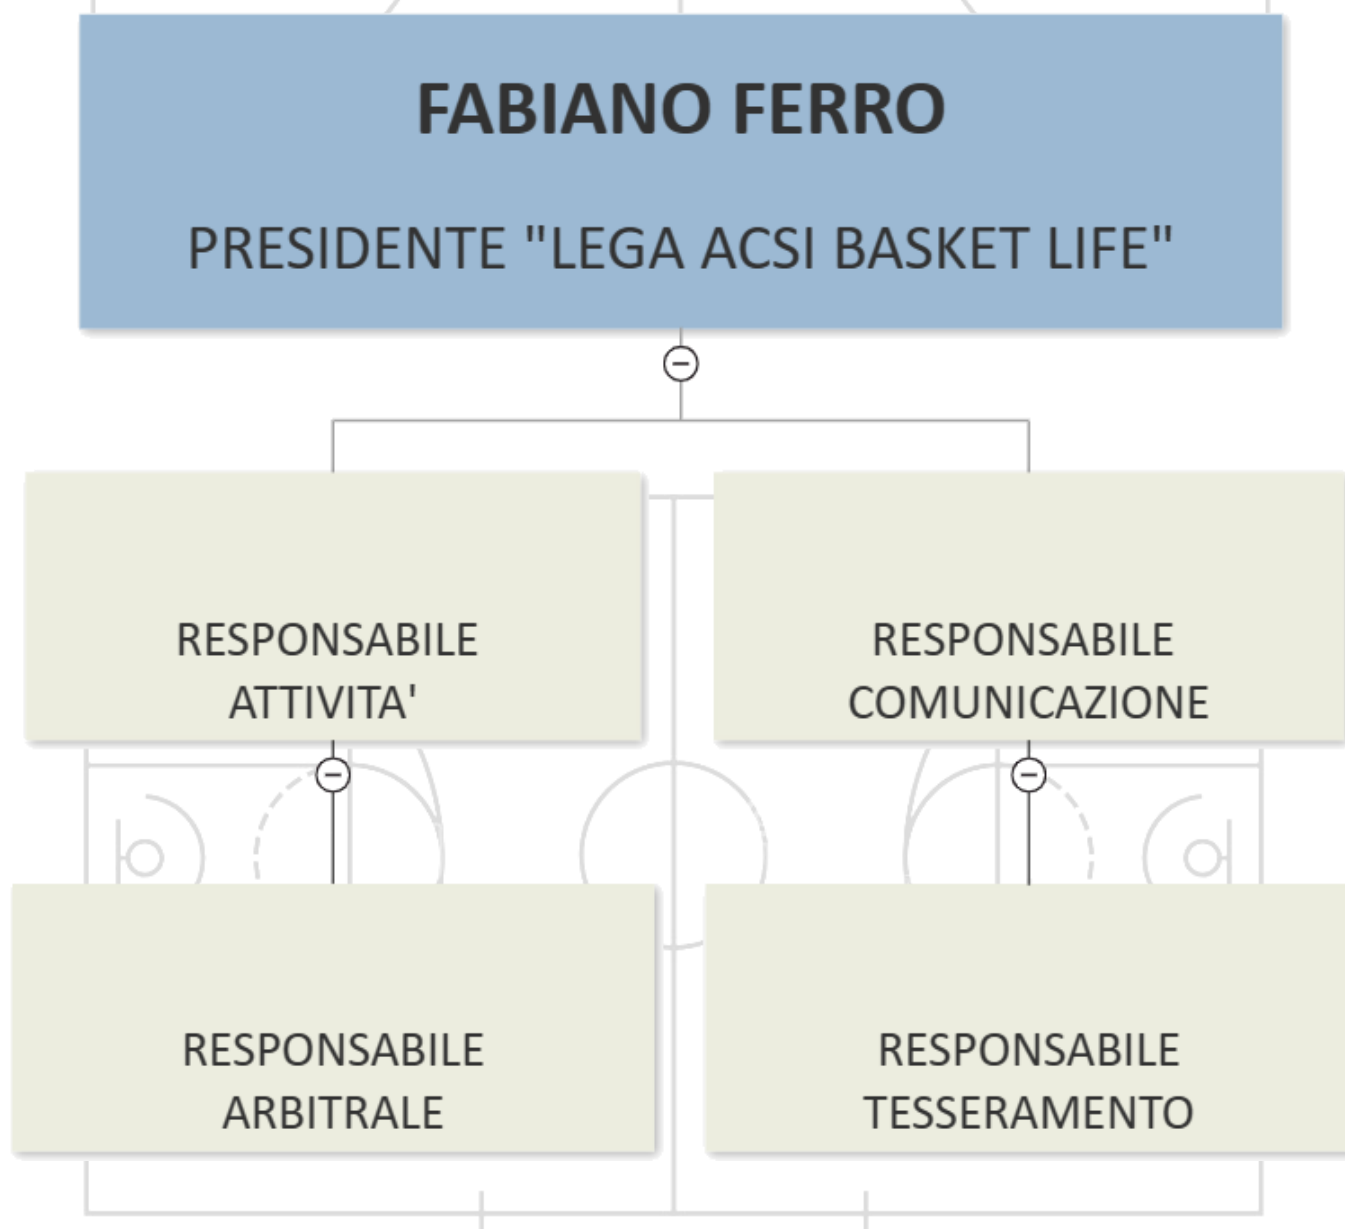 FABIANO FERRO
PRESIDENTE "LEGA ACSI BASKET LIFE"
RESPONSABILE
ATTIVITA'
RESPONSABILE
COMUNICAZIONE
RESPONSABILE
ARBITRALE
RESPONSABILE
TESSERAMENTO